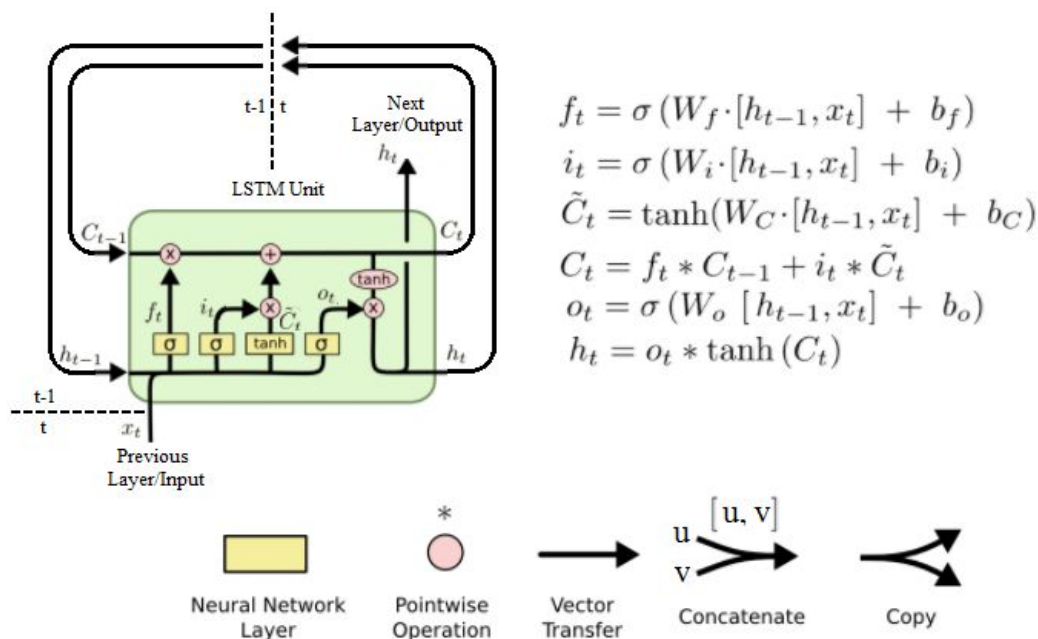 t-1 t
Next
Layer/Output
h_t
LSTM Unit
C_{t-1}
C_t
x
+
tanh
f_t
i_t
x
C̃_t
o_t
x
σ
σ
tanh
σ
h_{t-1}
h_t
t-1
t
x_t
Previous
Layer/Input
f_t = σ (W_f·[h_{t-1}, x_t] + b_f)
i_t = σ (W_i·[h_{t-1}, x_t] + b_i)
C̃_t = tanh(W_C·[h_{t-1}, x_t] + b_C)
C_t = f_t * C_{t-1} + i_t * C̃_t
o_t = σ (W_o [h_{t-1}, x_t] + b_o)
h_t = o_t * tanh (C_t)
*
u
v
[u, v]
Neural Network
Layer
Pointwise
Operation
Vector
Transfer
Concatenate
Copy